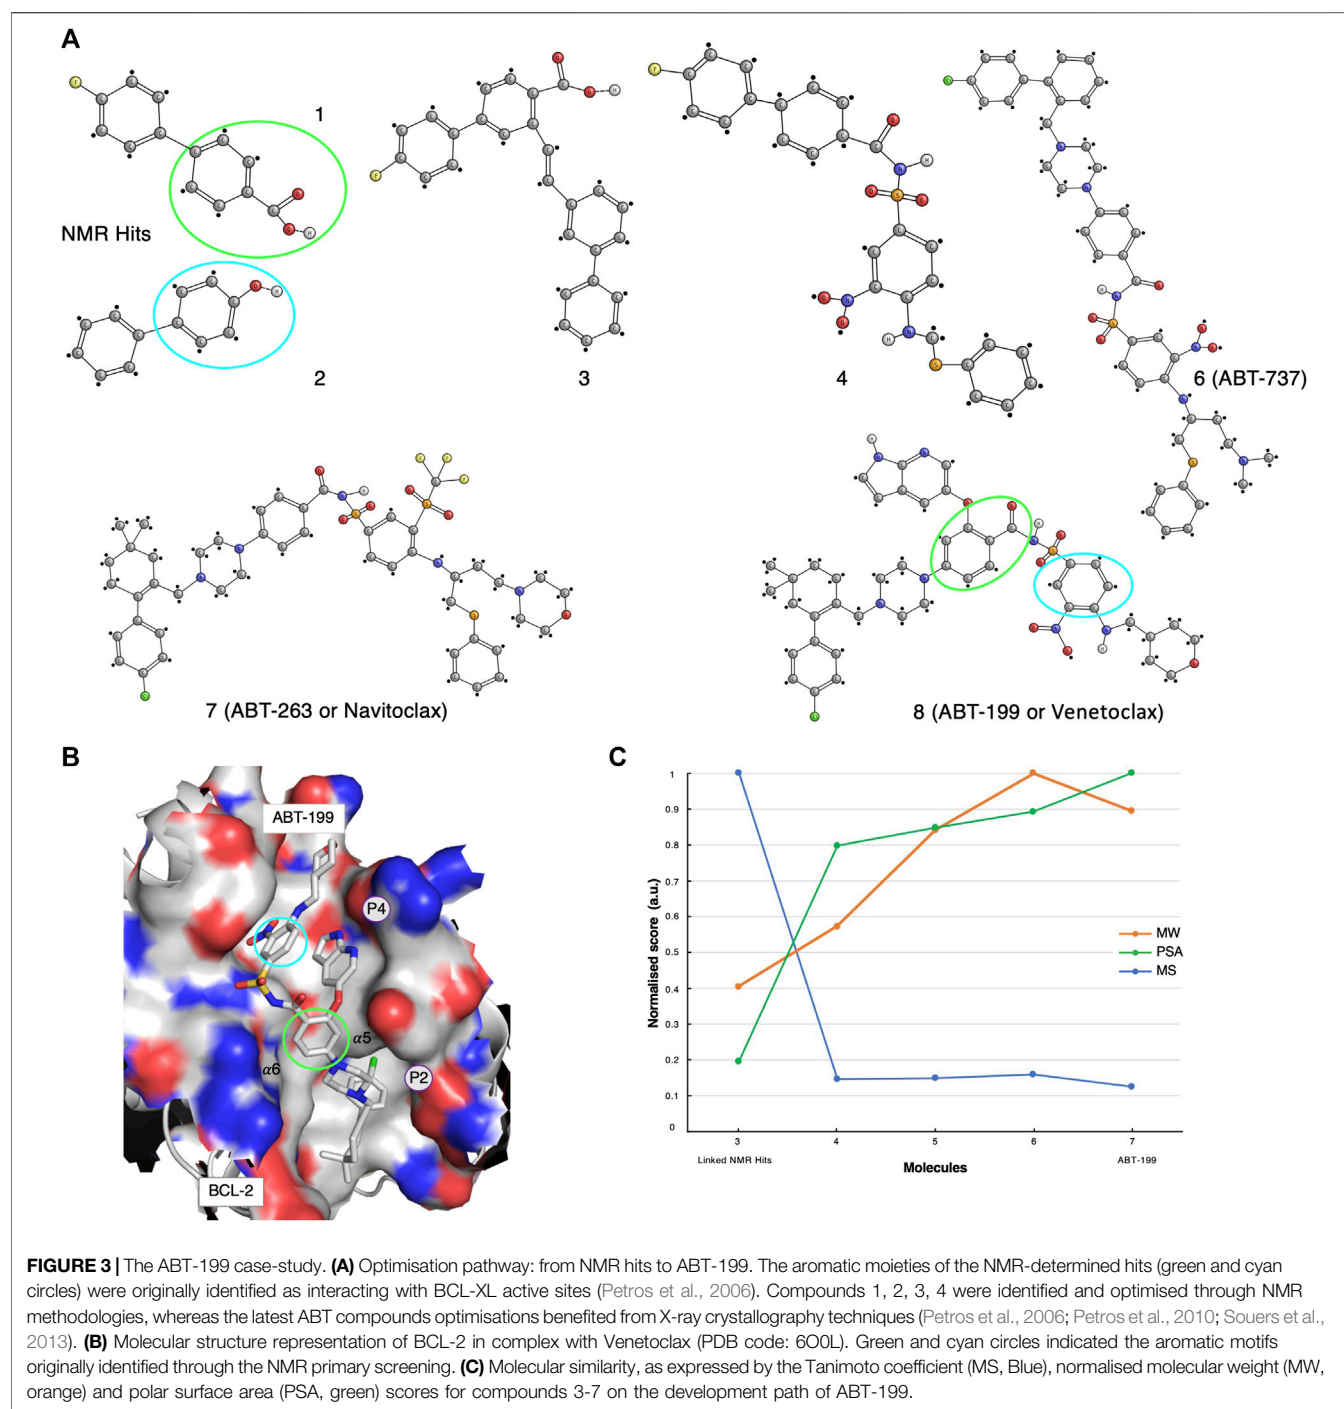 A
1
NMR Hits
2
3
4
6 (ABT-737)
7 (ABT-263 or Navitoclax)
8 (ABT-199 or Venetoclax)
B
ABT-199
P4
α5
α6
P2
BCL-2
C
1
0.9
0.8
0.7
0.6
0.5
0.4
0.3
0.2
0.1
0
Normalised score (a.u.)
MW
PSA
MS
3 4 5 6 7
Linked NMR Hits ABT-199
Molecules
FIGURE 3 | The ABT-199 case-study. (A) Optimisation pathway: from NMR hits to ABT-199. The aromatic moieties of the NMR-determined hits (green and cyan
circles) were originally identified as interacting with BCL-XL active sites (Petros et al., 2006). Compounds 1, 2, 3, 4 were identified and optimised through NMR
methodologies, whereas the latest ABT compounds optimisations benefited from X-ray crystallography techniques (Petros et al., 2006; Petros et al., 2010; Souers et al.,
2013). (B) Molecular structure representation of BCL-2 in complex with Venetoclax (PDB code: 6O0L). Green and cyan circles indicated the aromatic motifs
originally identified through the NMR primary screening. (C) Molecular similarity, as expressed by the Tanimoto coefficient (MS, Blue), normalised molecular weight (MW,
orange) and polar surface area (PSA, green) scores for compounds 3-7 on the development path of ABT-199.